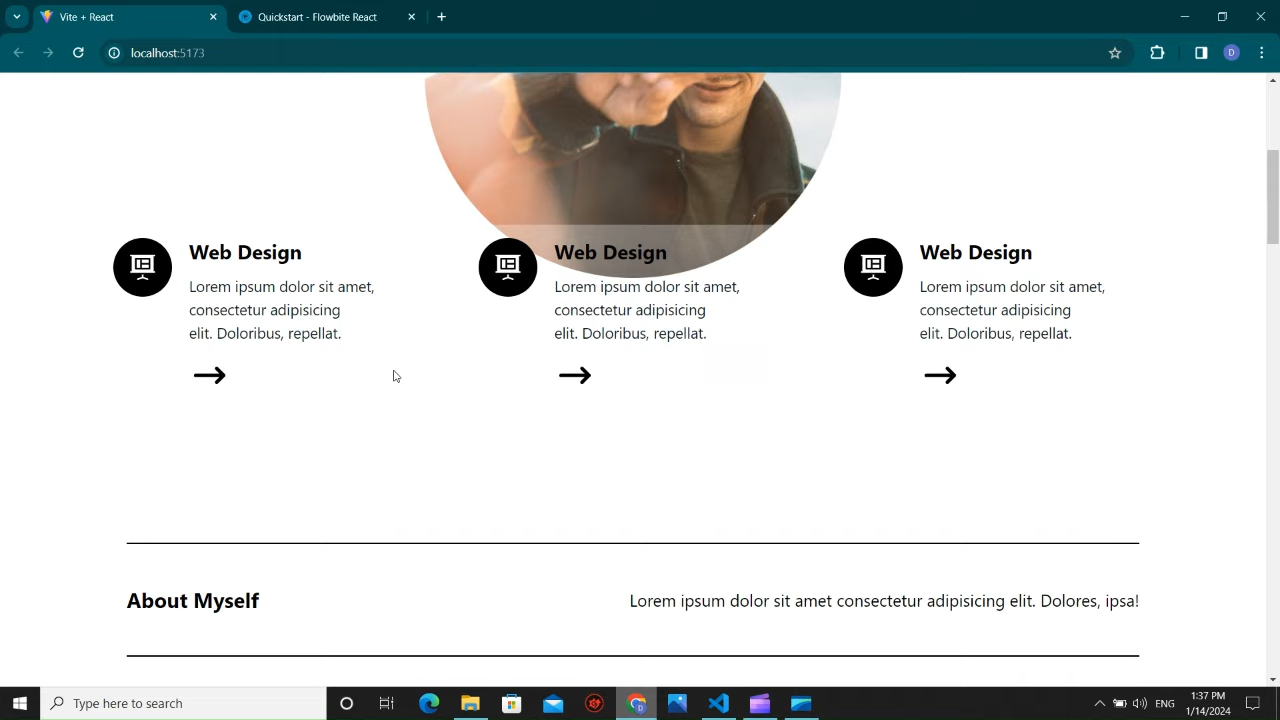 Vite + React
Quickstart - Flowbite React
localhost:5173
Web Design
Lorem ipsum dolor sit amet,
consectetur adipisicing
elit. Doloribus, repellat.
Web Design
Lorem ipsum dolor sit amet,
consectetur adipisicing
elit. Doloribus, repellat.
Web Design
Lorem ipsum dolor sit amet,
consectetur adipisicing
elit. Doloribus, repellat.
About Myself
Lorem ipsum dolor sit amet consectetur adipisicing elit. Dolores, ipsa!
Type here to search
ENG
1:37 PM
1/14/2024
D
D